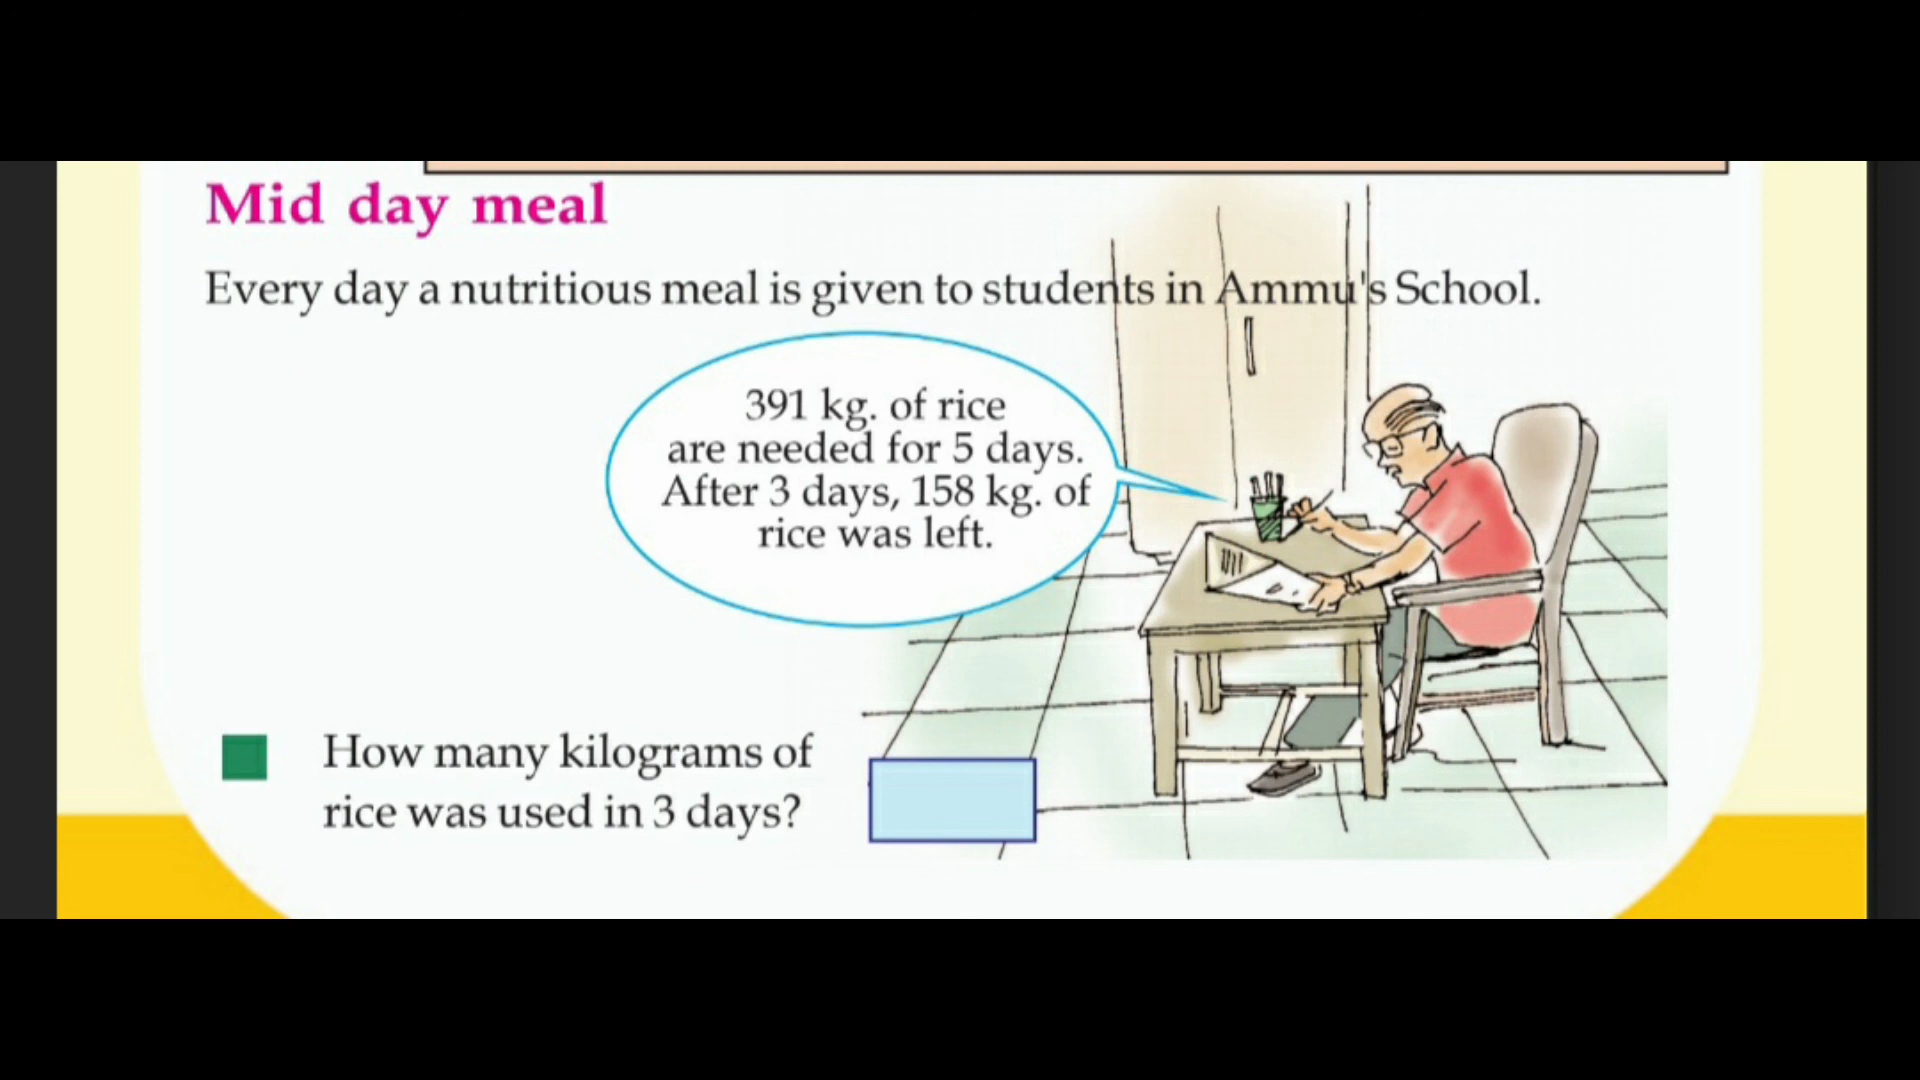 Mid day meal
Every day a nutritious meal is given to students in Ammu's School.
391 kg. of rice
are needed for 5 days.
After 3 days, 158 kg. of
rice was left.
How many kilograms of
rice was used in 3 days?